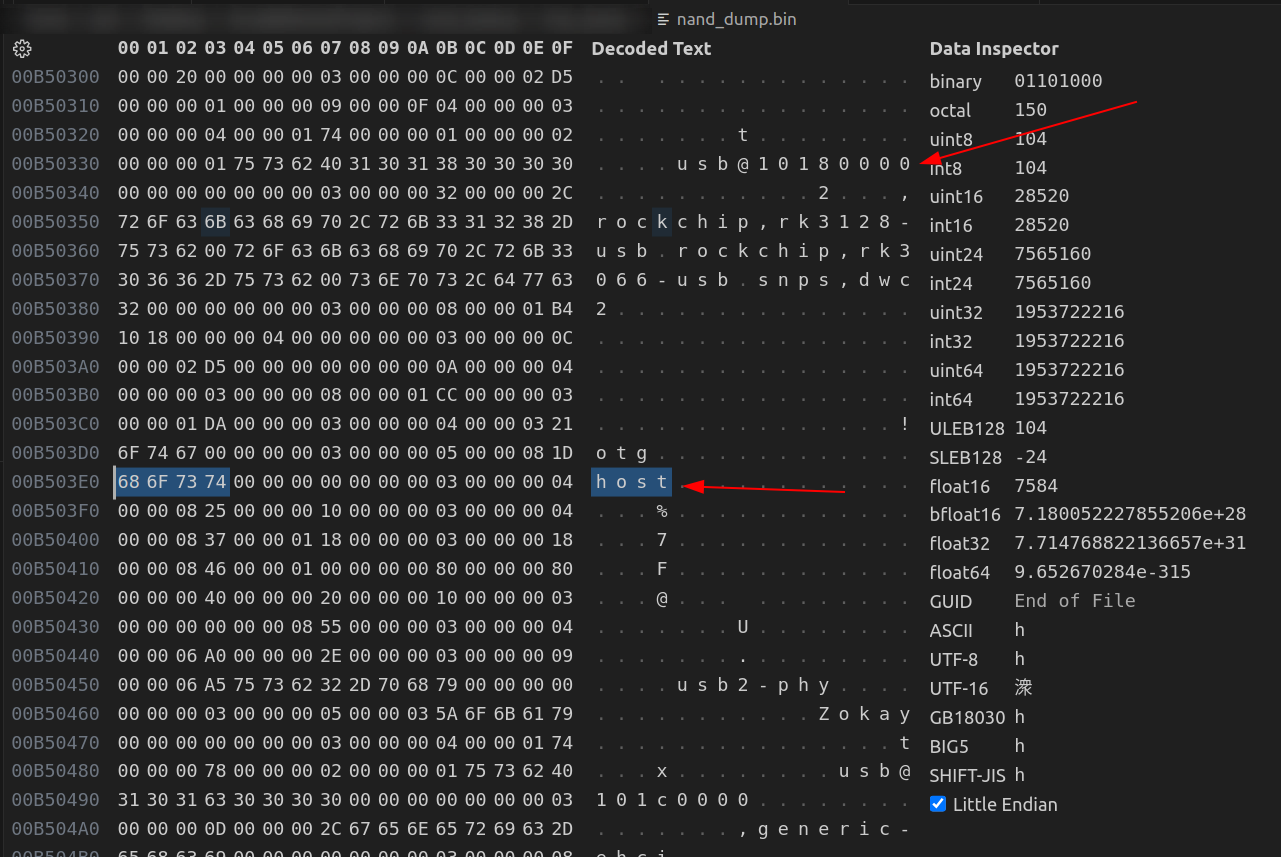 nand_dump.bin
00 01 02 03 04 05 06 07 08 09 0A 0B 0C 0D 0E 0F Decoded Text Data Inspector
00B50300 00 00 20 00 00 00 00 03 00 00 00 0C 00 00 02 D5 . . . . . . . . . . . . . . binary 01101000
00B50310 00 00 00 01 00 00 00 09 00 00 0F 04 00 00 00 03 . . . . . . . . . . . . . . . octal 150
00B50320 00 00 00 04 00 00 01 74 00 00 00 01 00 00 00 02 . . . . . . . t . . . . . . . . uint8 104
00B50330 00 00 00 01 75 73 62 40 31 30 31 38 30 30 30 30 . . . . u s b @ 1 0 1 8 0 0 0 0 int8 104
00B50340 00 00 00 00 00 00 00 03 00 00 00 32 00 00 00 2C . . . . . . . . . . . 2 . . . , uint16 28520
00B50350 72 6F 63 6B 63 68 69 70 2C 72 6B 33 31 32 38 2D r o c k c h i p , r k 3 1 2 8 - int16 28520
00B50360 75 73 62 00 72 6F 63 6B 63 68 69 70 2C 72 6B 33 u s b . r o c k c h i p , r k 3 uint24 7565160
00B50370 30 36 36 2D 75 73 62 00 73 6E 70 73 2C 64 77 63 0 6 6 - u s b . s n p s , d w c int24 7565160
00B50380 32 00 00 00 00 00 00 03 00 00 00 08 00 00 01 B4 2 . . . . . . . . . . . . . . . uint32 1953722216
00B50390 10 18 00 00 00 04 00 00 00 00 00 03 00 00 00 0C . . . . . . . . . . . . . . . . int32 1953722216
00B503A0 00 00 02 D5 00 00 00 00 00 00 00 0A 00 00 00 04 . . . . . . . . . . . . . . . . uint64 1953722216
00B503B0 00 00 00 03 00 00 00 08 00 00 01 CC 00 00 00 03 . . . . . . . . . . . . . . . . int64 1953722216
00B503C0 00 00 01 DA 00 00 00 03 00 00 00 04 00 00 03 21 . . . . . . . . . . . . . . . ! ULEB128 104
00B503D0 6F 74 67 00 00 00 00 03 00 00 00 05 00 00 08 1D o t g . . . . . . . . . . . . . SLEB128 -24
00B503E0 68 6F 73 74 00 00 00 00 00 00 00 03 00 00 00 04 h o s t . . . . . . . . . . . . float16 7584
00B503F0 00 00 08 25 00 00 00 10 00 00 00 03 00 00 00 04 . . . % . . . . . . . . . . . . bfloat16 7.180052227855206e+28
00B50400 00 00 08 37 00 00 01 18 00 00 00 03 00 00 00 18 . . . 7 . . . . . . . . . . . . float32 7.714768822136657e+31
00B50410 00 00 08 46 00 00 01 00 00 00 00 80 00 00 00 80 . . . F . . . . . . . . . . . . float64 9.652670284e-315
00B50420 00 00 00 40 00 00 00 20 00 00 00 10 00 00 00 03 . . . @ . . . . . . . . . . . GUID End of File
00B50430 00 00 00 00 00 00 08 55 00 00 00 03 00 00 00 04 . . . . . . . U . . . . . . . . ASCII h
00B50440 00 00 06 A0 00 00 00 2E 00 00 00 03 00 00 00 09 . . . . . . . . . . . . . . . UTF-8 h
00B50450 00 00 06 A5 75 73 62 32 2D 70 68 79 00 00 00 00 . . . . u s b 2 - p h y . . . . UTF-16 潨
00B50460 00 00 00 03 00 00 00 05 00 00 03 5A 6F 6B 61 79 . . . . . . . . . . . Z o k a y GB18030 h
00B50470 00 00 00 00 00 00 00 03 00 00 00 04 00 00 01 74 . . . . . . . . . . . . . . . t BIG5 h
00B50480 00 00 00 78 00 00 00 02 00 00 00 01 75 73 62 40 . . . x . . . . . . . . u s b @ SHIFT-JIS h
00B50490 31 30 31 63 30 30 30 30 00 00 00 00 00 00 00 03 1 0 1 c 0 0 0 0 . . . . . . . . Little Endian
00B504A0 00 00 00 0D 00 00 00 2C 67 65 6E 65 72 69 63 2D . . . . . . . , g e n e r i c -
00B504B0 65 68 63 69 00 00 00 00 00 00 00 03 00 00 00 08 e h c i